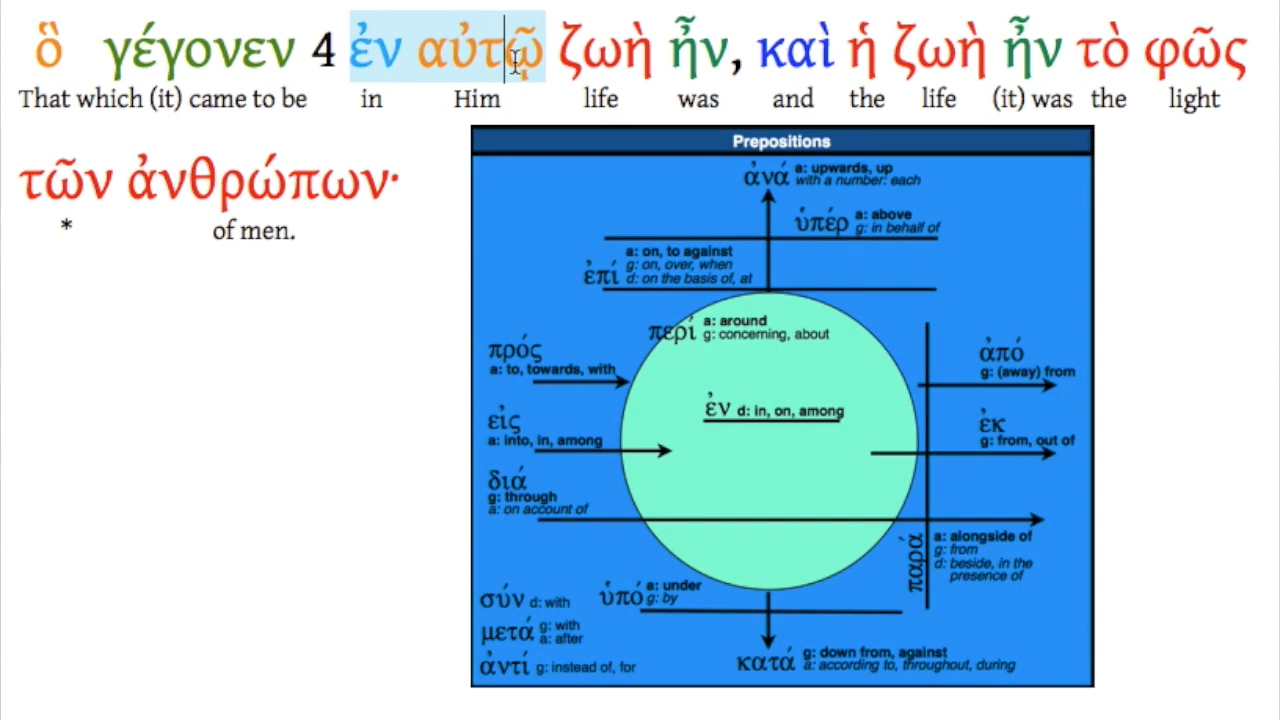 ὃ γέγονεν 4 ἐν αὐτῷ ζωὴ ἦν, καὶ ἡ ζωὴ ἦν τὸ φῶς
That which (it) came to be in Him life was and the life (it) was the light
τῶν ἀνθρώπων·
* of men.
Prepositions
ἀνά a: upwards, up
with a number: each
ὑπέρ a: above
g: in behalf of
ἐπί a: on, to against
g: on, over, when
d: on the basis of, at
περί a: around
g: concerning, about
πρός
a: to, towards, with
ἀπό
g: (away) from
ἐν d: in, on, among
εἰς
a: into, in, among
ἐκ
g: from, out of
διά
g: through
a: on account of
παρά a: alongside of
g: from
d: beside, in the
presence of
σύν d: with
ὑπό a: under
g: by
μετά g: with
a: after
ἀντί g: instead of, for
κατά g: down from, against
a: according to, throughout, during